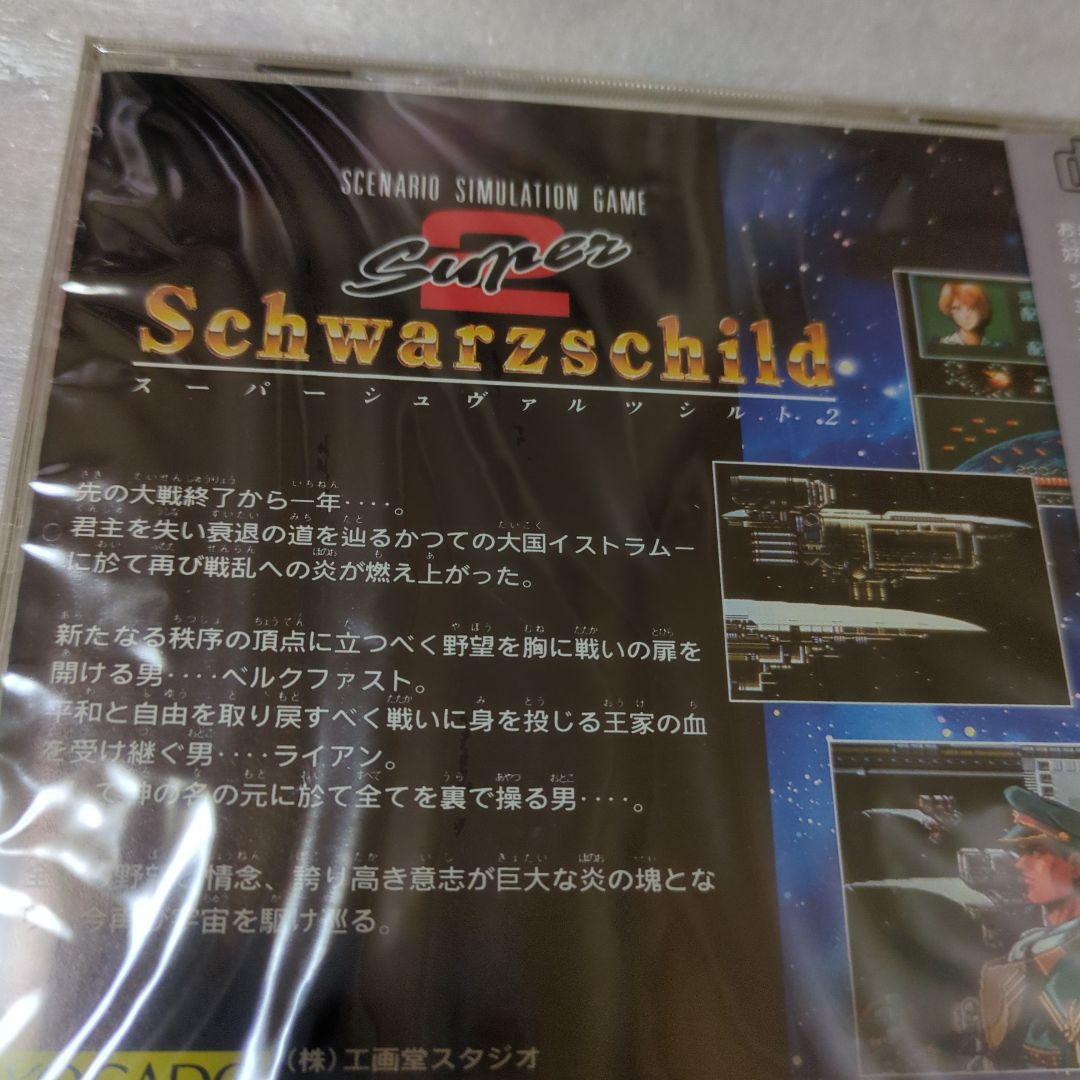 SCENARIO SIMULATION GAME
Super 2
Schwarzschild
スーパーシュヴァルツシルト2
先の大戦終了から一年‥‥。
君主を失い衰退の道を辿るかつての大国イストラムー
に於て再び戦乱への炎が燃え上がった。
新たなる秩序の頂点に立つべく野望を胸に戦いの扉を
開ける男‥‥ベルクファスト。
平和と自由を取り戻すべく戦いに身を投じる王家の血
を受け継ぐ男‥‥ライアン。
て神の名の元に於て全てを裏で操る男‥‥。
情念、誇り高き意志が巨大な炎の塊とな
今再び宇宙を駆け巡る。
(株)工画堂スタジオ